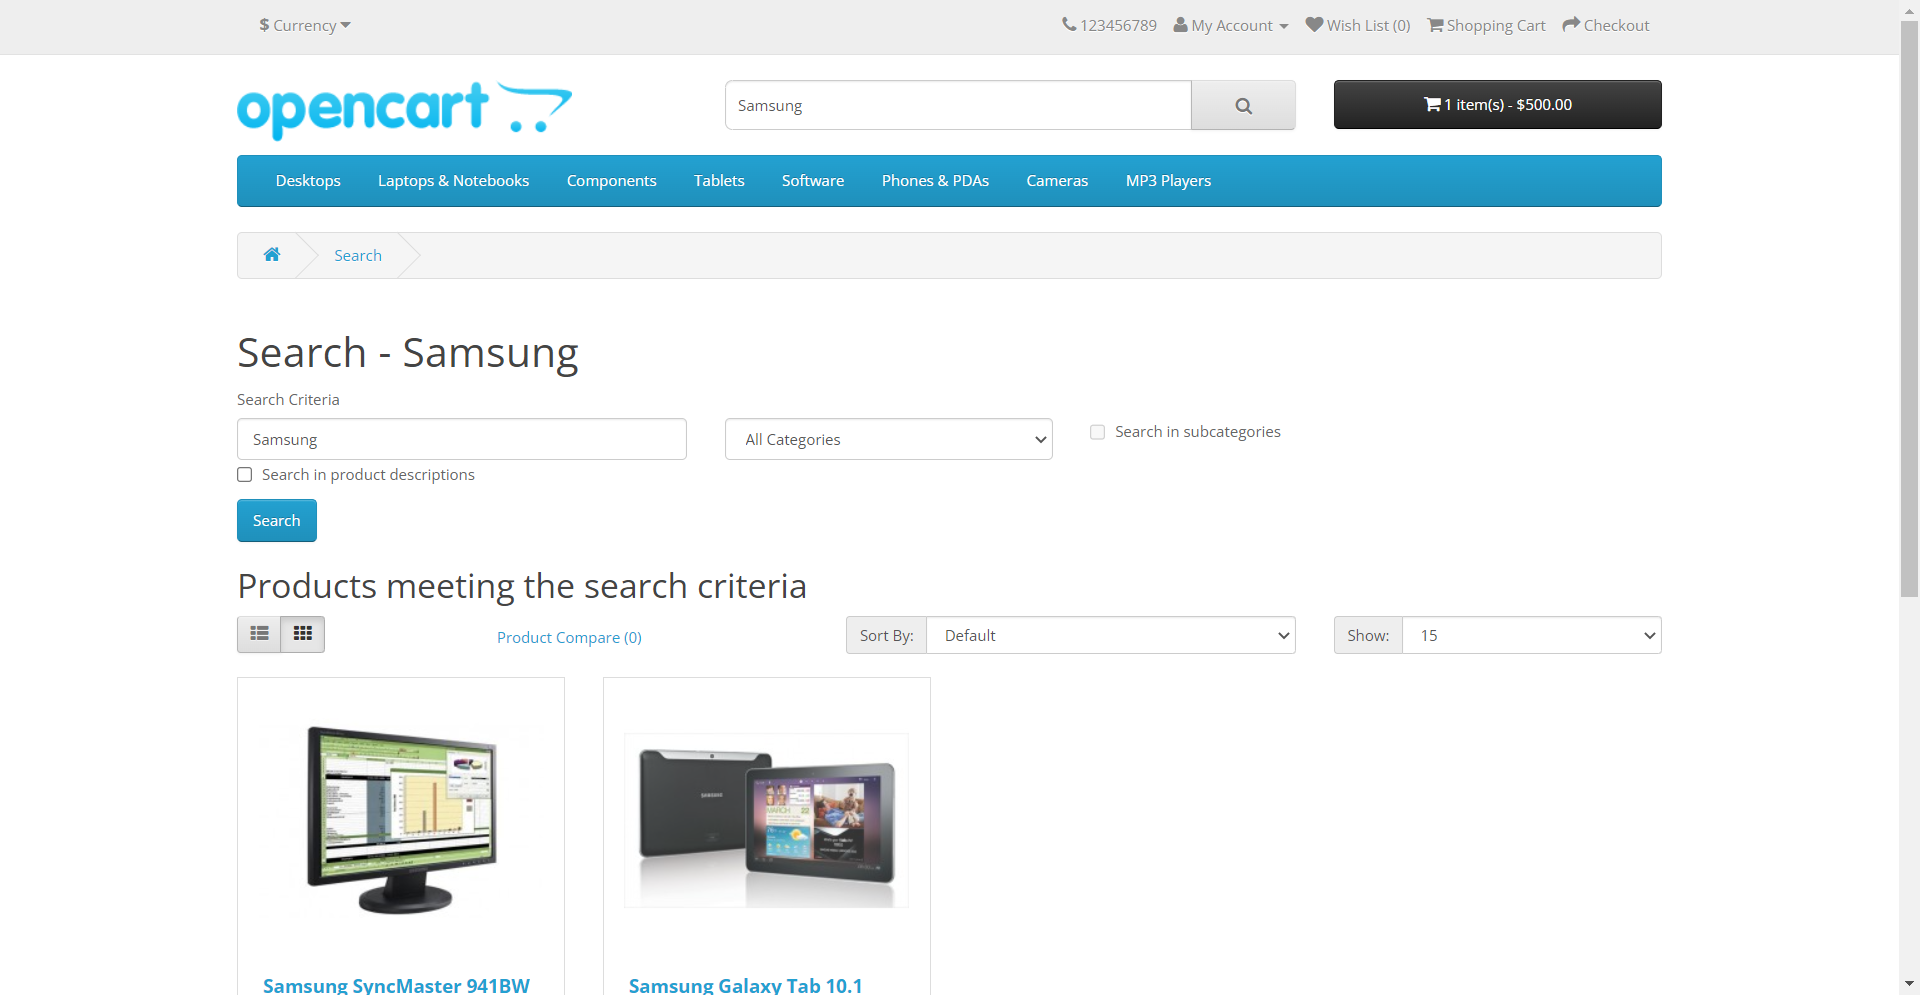 $ Currency
123456789 My Account Wish List (0) Shopping Cart Checkout
opencart
Samsung
1 item(s) - $500.00
Desktops Laptops & Notebooks Components Tablets Software Phones & PDAs Cameras MP3 Players
Search
Search - Samsung
Search Criteria
Samsung
All Categories
Search in subcategories
Search in product descriptions
Search
Products meeting the search criteria
Product Compare (0)
Sort By: Default
Show: 15
SAMSUNG
MARCH 22
Samsung SyncMaster 941BW
Samsung Galaxy Tab 10.1